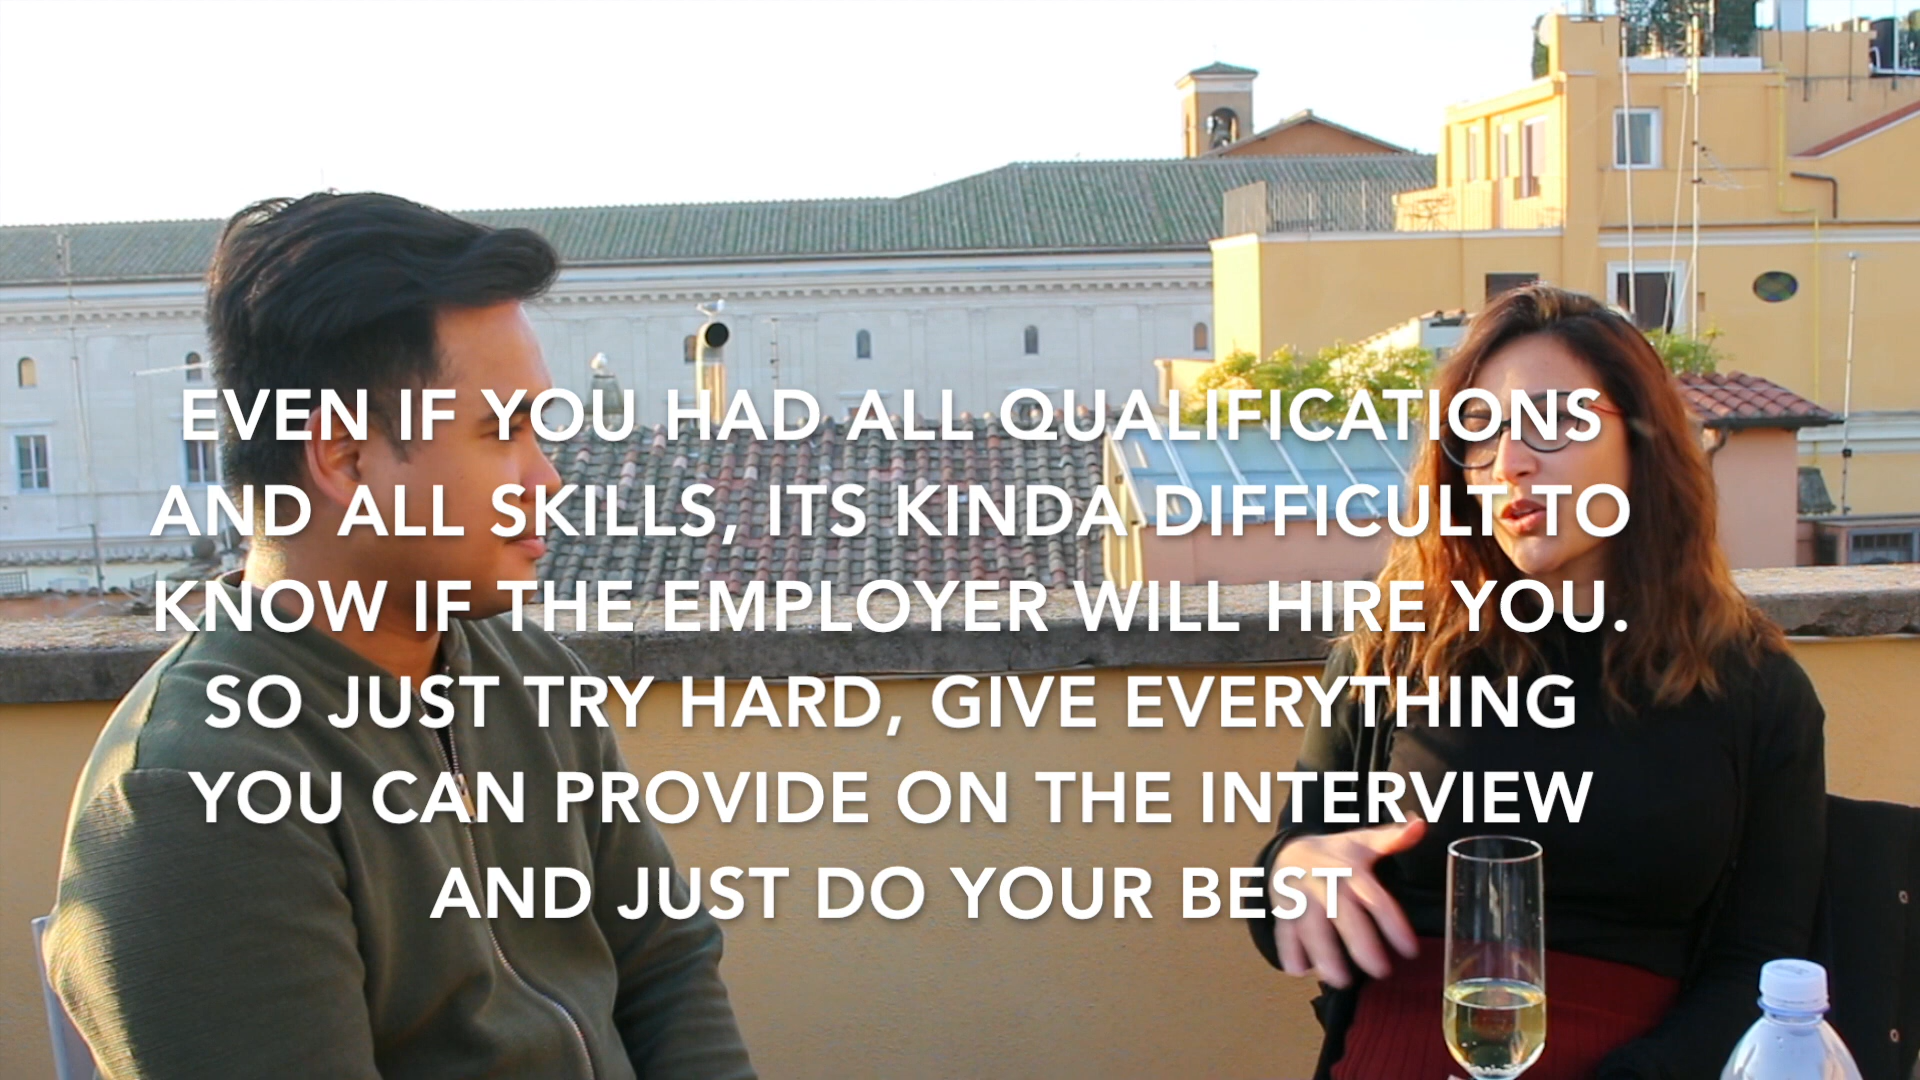 EVEN IF YOU HAD ALL QUALIFICATIONS
AND ALL SKILLS, ITS KINDA DIFFICULT TO
KNOW IF THE EMPLOYER WILL HIRE YOU.
SO JUST TRY HARD, GIVE EVERYTHING
YOU CAN PROVIDE ON THE INTERVIEW
AND JUST DO YOUR BEST